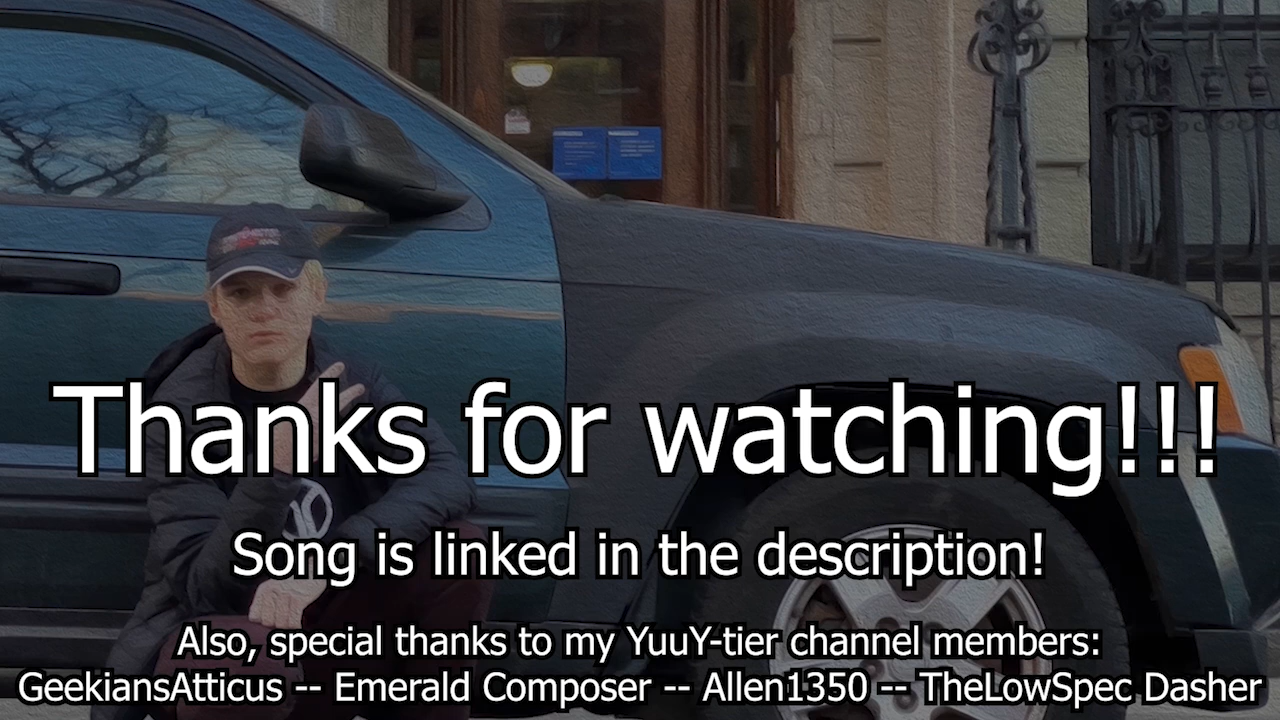 Thanks for watching!!!
Song is linked in the description!
Also, special thanks to my YuuY-tier channel members:
GeekiansAtticus -- Emerald Composer -- Allen1350 -- TheLowSpec Dasher